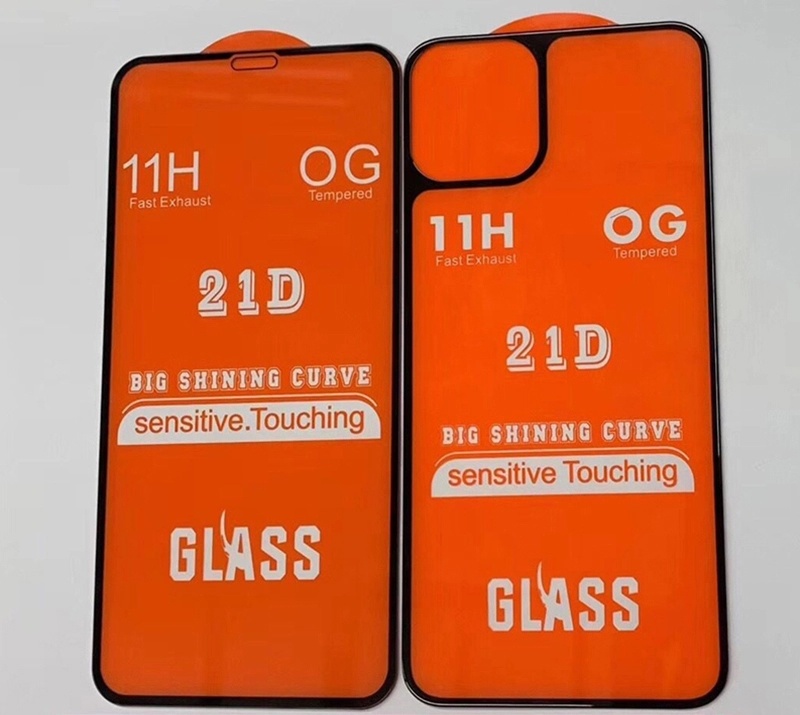 11H
Fast Exhaust
OG
Tempered
21D
BIG SHINING CURVE
sensitive.Touching
GLASS
11H
Fast Exhaust
OG
Tempered
21D
BIG SHINING CURVE
sensitive Touching
GLASS